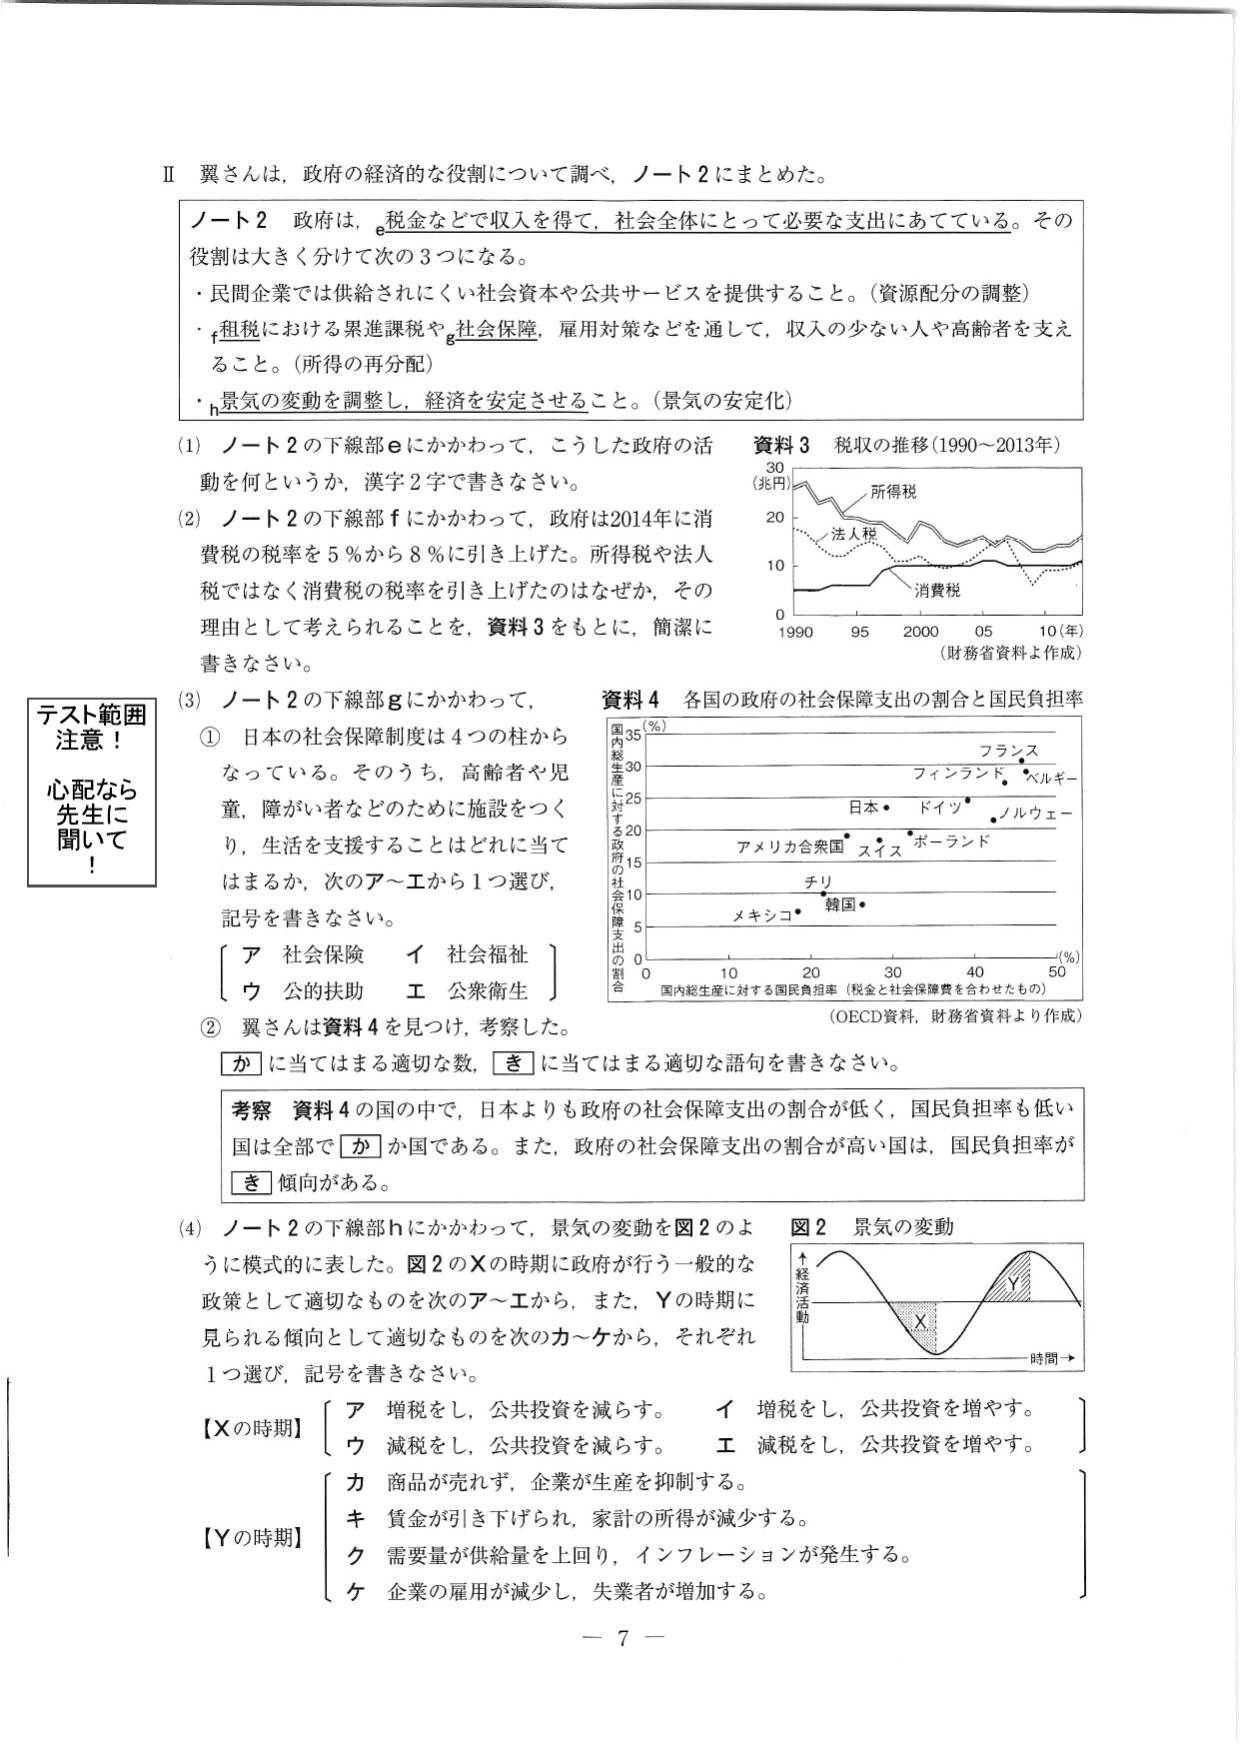 Ⅱ　翼さんは，政府の経済的な役割について調べ，ノート2にまとめた。
ノート2　政府は，e税金などで収入を得て，社会全体にとって必要な支出にあてている。その
役割は大きく分けて次の3つになる。
・民間企業では供給されにくい社会資本や公共サービスを提供すること。（資源配分の調整）
・f租税における累進課税やg社会保障，雇用対策などを通して，収入の少ない人や高齢者を支え
ること。（所得の再分配）
・h景気の変動を調整し，経済を安定させること。（景気の安定化）
(1)　ノート2の下線部eにかかわって，こうした政府の活
動を何というか，漢字2字で書きなさい。
(2)　ノート2の下線部fにかかわって，政府は2014年に消
費税の税率を5％から8％に引き上げた。所得税や法人
税ではなく消費税の税率を引き上げたのはなぜか，その
理由として考えられることを，資料3をもとに，簡潔に
書きなさい。
資料3　税収の推移（1990～2013年）
30
（兆円）
所得税
20
法人税
10
消費税
0
1990　95　2000　05　10（年）
（財務省資料よ作成）
テスト範囲
注意！
心配なら
先生に
聞いて
！
(3)　ノート2の下線部gにかかわって，
①　日本の社会保障制度は4つの柱から
なっている。そのうち，高齢者や児
童，障がい者などのために施設をつく
り，生活を支援することはどれに当て
はまるか，次のア～エから1つ選び，
記号を書きなさい。
ア　社会保険　　イ　社会福祉
ウ　公的扶助　　エ　公衆衛生
資料4　各国の政府の社会保障支出の割合と国民負担率
国内総生産に対する政府の社会保障支出の割合
35（％）
フランス
30
フィンランド　ベルギー
25
日本　ドイツ　ノルウェー
20
アメリカ合衆国　スイス　ポーランド
15
チリ
10
韓国
メキシコ
5
0
（％）
0　10　20　30　40　50
国内総生産に対する国民負担率（税金と社会保障費を合わせたもの）
（OECD資料，財務省資料より作成）
②　翼さんは資料4を見つけ，考察した。
か に当てはまる適切な数， き に当てはまる適切な語句を書きなさい。
考察　資料4の国の中で，日本よりも政府の社会保障支出の割合が低く，国民負担率も低い
国は全部で か か国である。また，政府の社会保障支出の割合が高い国は，国民負担率が
き 傾向がある。
(4)　ノート2の下線部hにかかわって，景気の変動を図2のよ
うに模式的に表した。図2のXの時期に政府が行う一般的な
政策として適切なものを次のア～エから，また，Yの時期に
見られる傾向として適切なものを次のカ～ケから，それぞれ
1つ選び，記号を書きなさい。
図2　景気の変動
↑経済活動
Y
X
時間→
【Xの時期】
ア　増税をし，公共投資を減らす。　　イ　増税をし，公共投資を増やす。
ウ　減税をし，公共投資を減らす。　　エ　減税をし，公共投資を増やす。
【Yの時期】
カ　商品が売れず，企業が生産を抑制する。
キ　賃金が引き下げられ，家計の所得が減少する。
ク　需要量が供給量を上回り，インフレーションが発生する。
ケ　企業の雇用が減少し，失業者が増加する。
― 7 ―